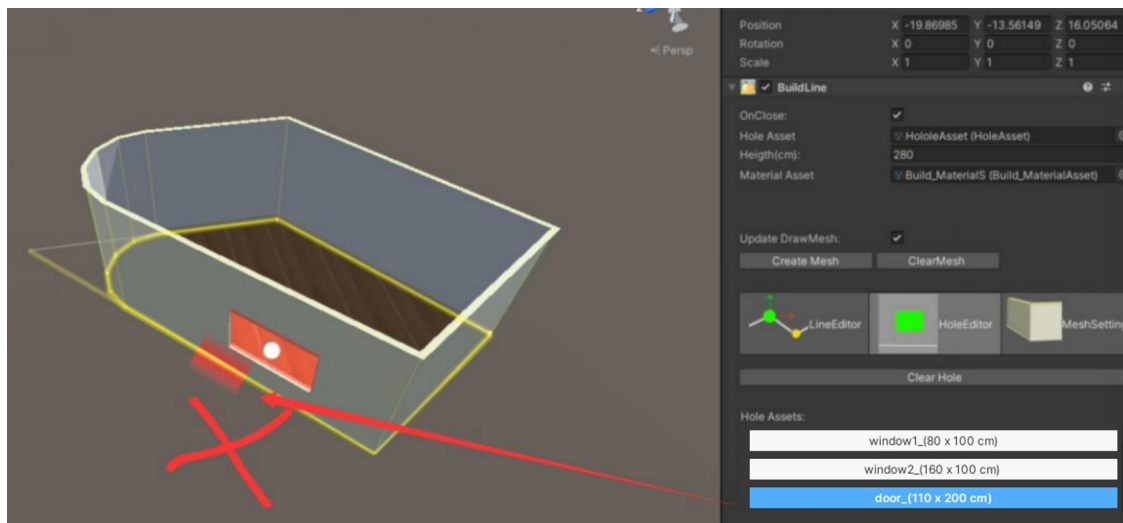 Persp
Position X -19.86985 Y -13.56149 Z 16.05064
Rotation X 0 Y 0 Z 0
Scale X 1 Y 1 Z 1
BuildLine
OnClose:
Hole Asset HololeAsset (HoleAsset)
Heigth(cm): 280
Material Asset Build_MaterialS (Build_MaterialAsset)
Update DrawMesh:
Create Mesh ClearMesh
LineEditor HoleEditor MeshSetting
Clear Hole
Hole Assets:
window1_(80 x 100 cm)
window2_(160 x 100 cm)
door_(110 x 200 cm)